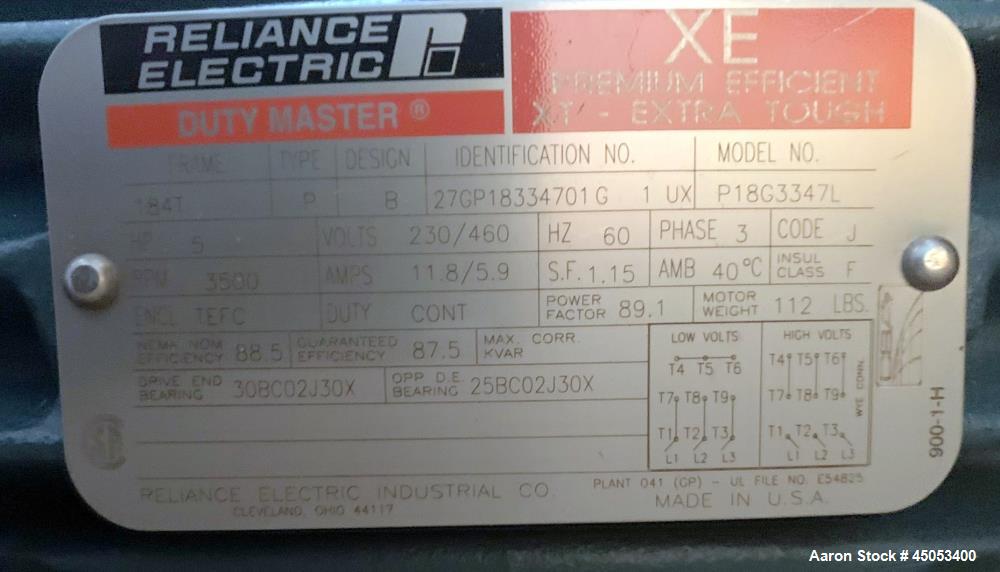 RELIANCE
ELECTRIC
XE
PREMIUM EFFICIENT
XT - EXTRA TOUGH
DUTY MASTER ®
FRAME TYPE DESIGN IDENTIFICATION NO. MODEL NO.
184T P B 27GP18334701G 1 UX P18G3347L
HP 5 VOLTS 230/460 HZ 60 PHASE 3 CODE J
RPM 3500 AMPS 11.8/5.9 S.F. 1.15 AMB 40°C INSUL CLASS F
ENCL TEFC DUTY CONT POWER FACTOR 89.1 MOTOR WEIGHT 112 LBS.
NEMA NOM EFFICIENCY 88.5 GUARANTEED EFFICIENCY 87.5 MAX. CORR. KVAR
DRIVE END BEARING 30BC02J30X OPP D.E. BEARING 25BC02J30X
LOW VOLTS HIGH VOLTS
T4 T5 T6 T4 T5 T6
T7 T8 T9 T7 T8 T9
T1 T2 T3 T1 T2 T3
L1 L2 L3 L1 L2 L3
WYE CONN.
900-1-H
RELIANCE ELECTRIC INDUSTRIAL CO.
CLEVELAND, OHIO 44117
PLANT 041 (GP) - UL FILE NO. E54825
MADE IN U.S.A.
Aaron Stock # 45053400